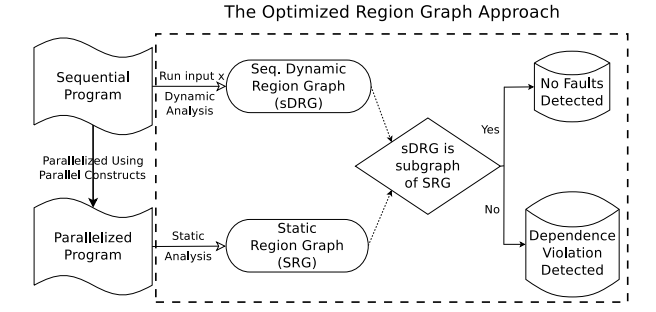 The Optimized Region Graph Approach
Sequential
Program
Run input x
Dynamic
Analysis
Seq. Dynamic
Region Graph
(sDRG)
No Faults
Detected
Yes
sDRG is
subgraph
of SRG
Parallelized Using
Parallel Constructs
No
Parallelized
Program
Static
Analysis
Static
Region Graph
(SRG)
Dependence
Violation
Detected